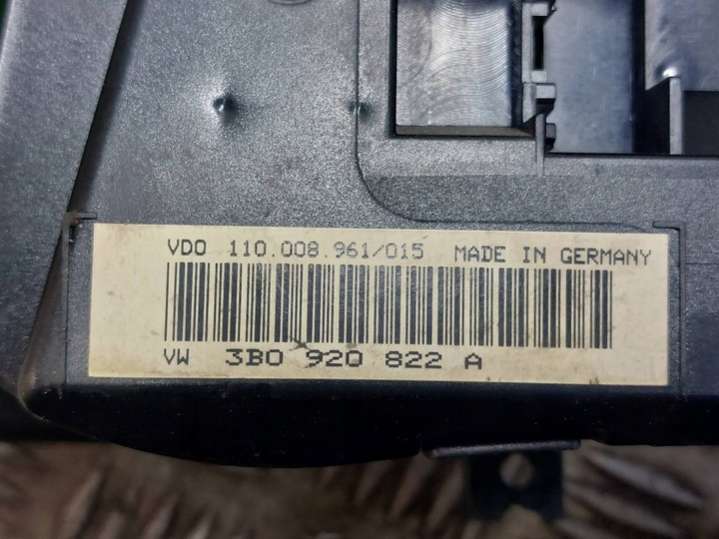 VDO 110.008.961/015 MADE IN GERMANY
VW 3B0 920 822 A